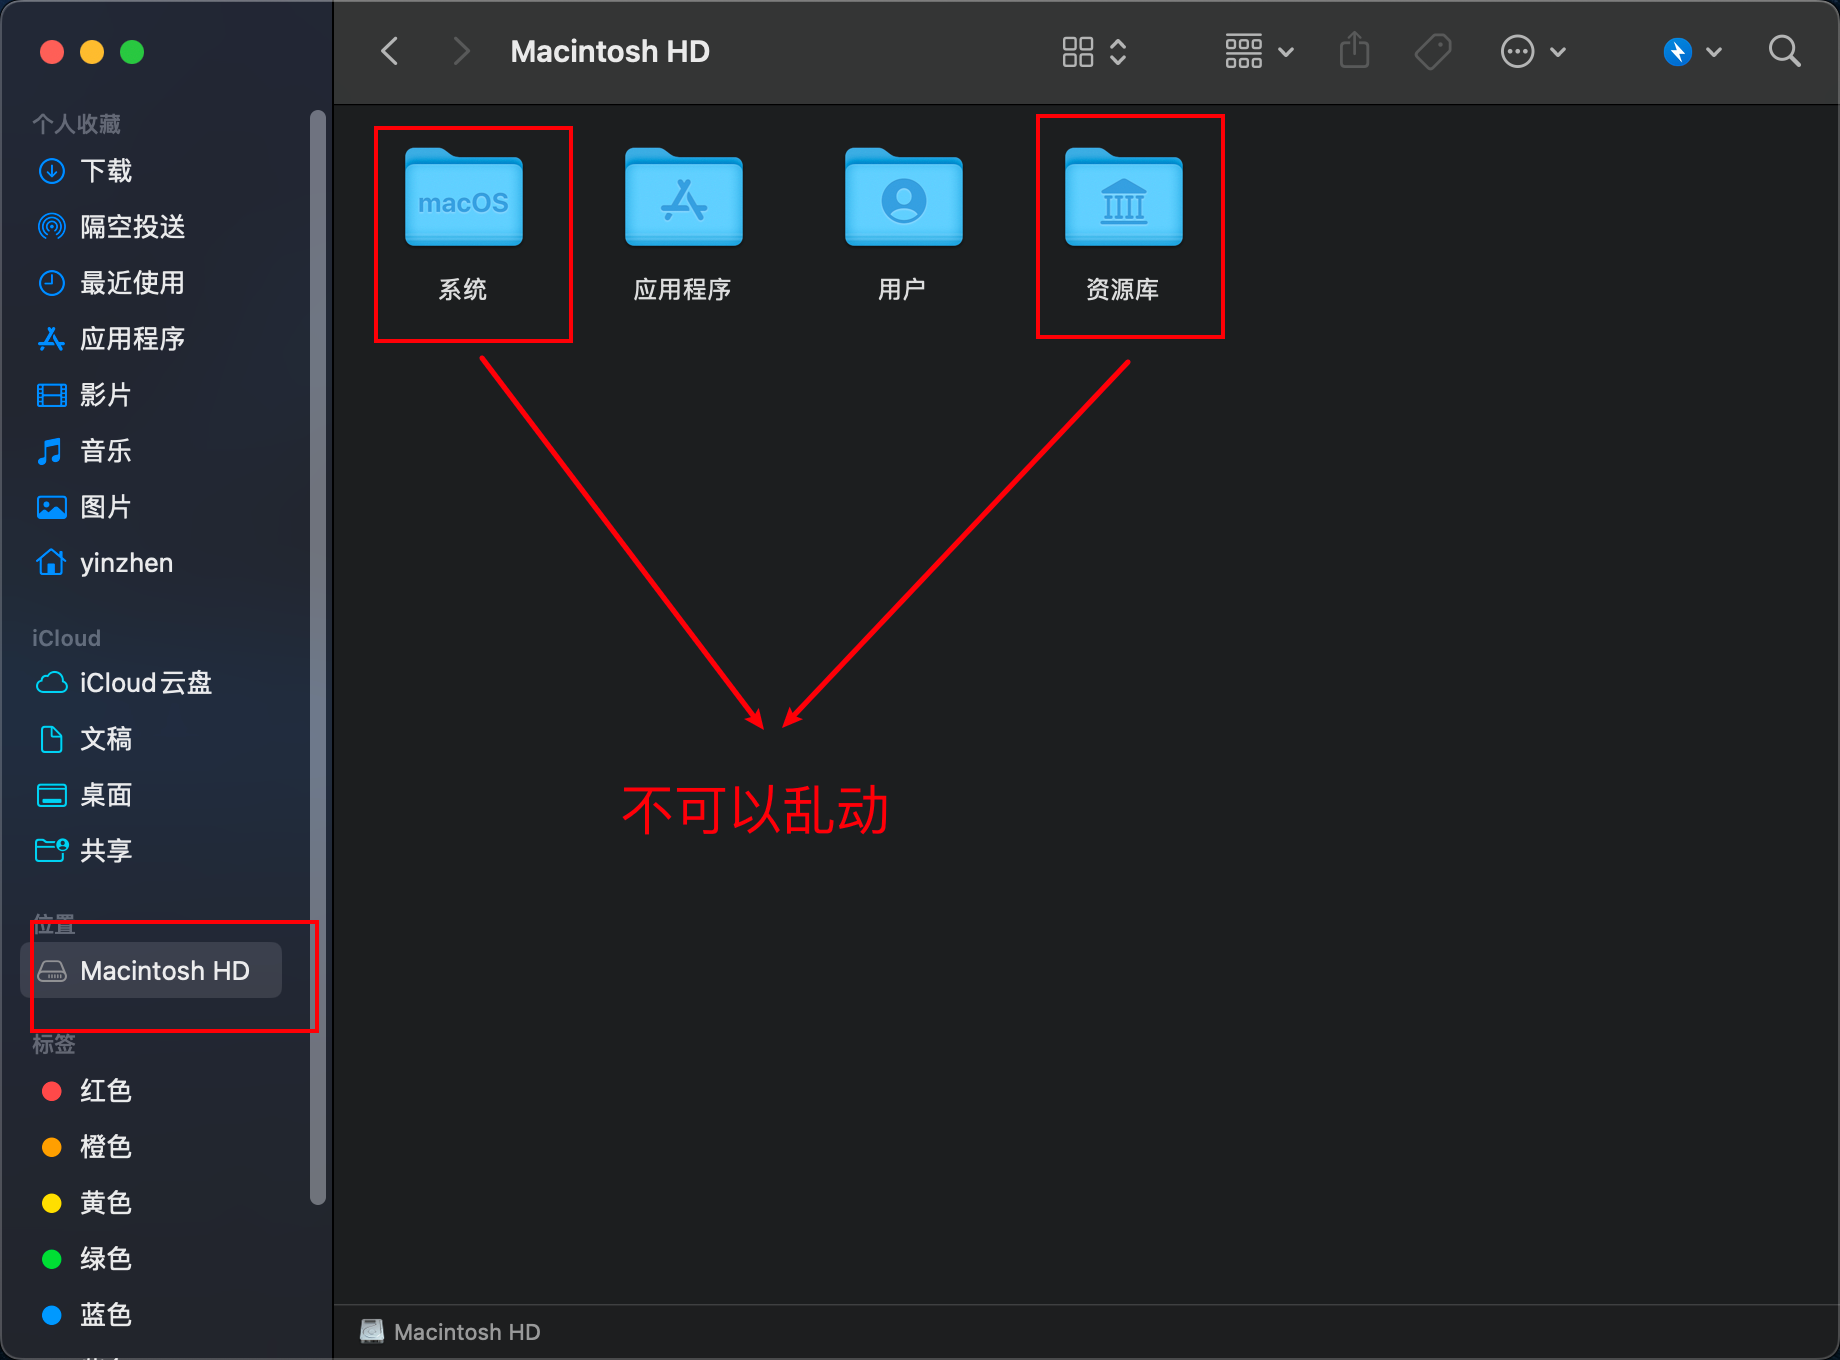 Macintosh HD
个人收藏
下载
隔空投送
最近使用
应用程序
影片
音乐
图片
yinzhen
iCloud
iCloud云盘
文稿
桌面
共享
位置
Macintosh HD
标签
红色
橙色
黄色
绿色
蓝色
macOS
系统
应用程序
用户
资源库
不可以乱动
Macintosh HD